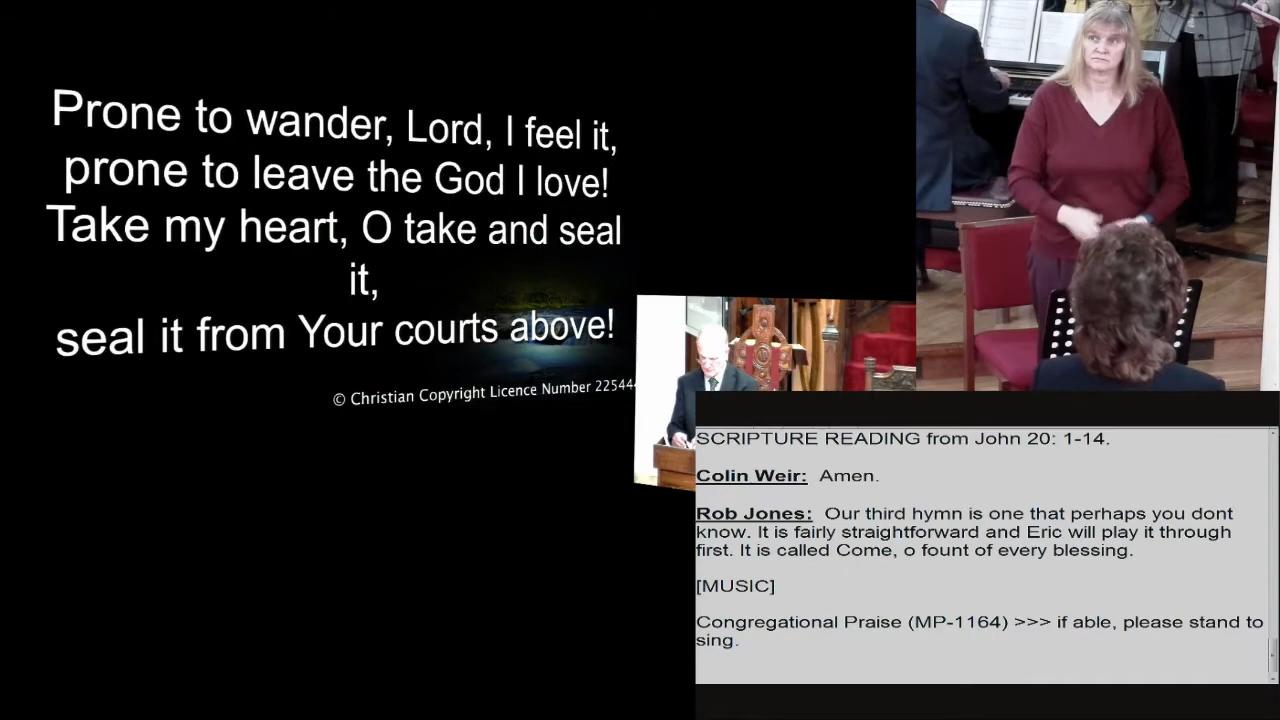 Prone to wander, Lord, I feel it,
prone to leave the God I love!
Take my heart, O take and seal
it,
seal it from Your courts above!
© Christian Copyright Licence Number 22544
SCRIPTURE READING from John 20: 1-14.
Colin Weir: Amen.
Rob Jones: Our third hymn is one that perhaps you dont
know. It is fairly straightforward and Eric will play it through
first. It is called Come, o fount of every blessing.
[MUSIC]
Congregational Praise (MP-1164) >>> if able, please stand to
sing.